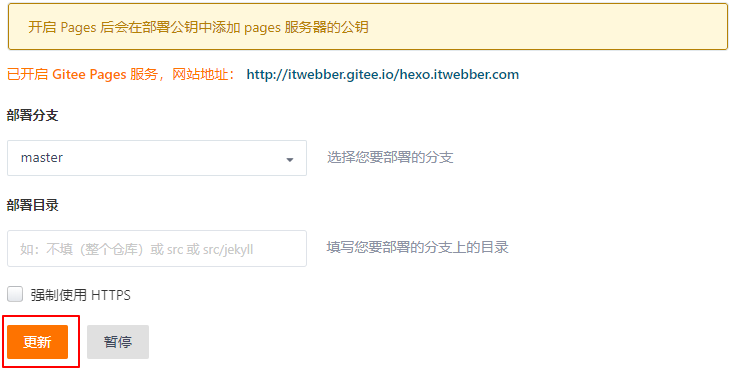 开启 Pages 后会在部署公钥中添加 pages 服务器的公钥
已开启 Gitee Pages 服务，网站地址： http://itwebber.gitee.io/hexo.itwebber.com
部署分支
master 选择您要部署的分支
部署目录
如：不填（整个仓库）或 src 或 src/jekyll 填写您要部署的分支上的目录
强制使用 HTTPS
更新 暂停